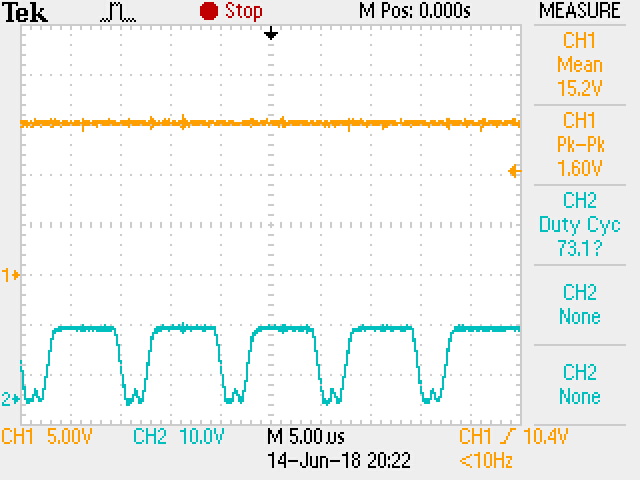 Tek Stop M Pos: 0.000s MEASURE
CH1
Mean
15.2V
CH1
Pk-Pk
1.60V
CH2
Duty Cyc
73.1?
CH2
None
CH2
None
1
2
CH1 5.00V CH2 10.0V M 5.00us CH1 10.4V
14-Jun-18 20:22 <10Hz